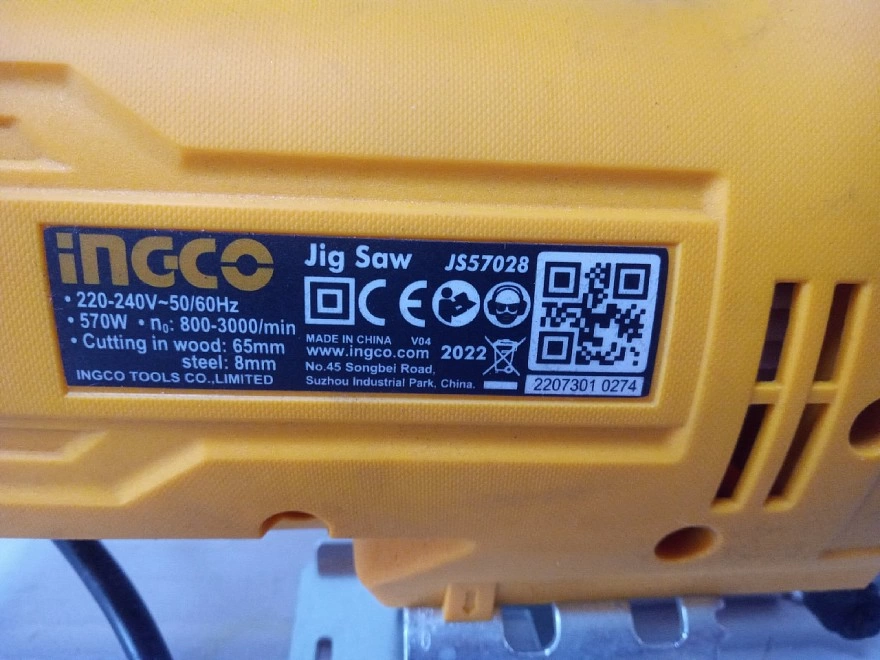 INGCO
Jig Saw JS57028
• 220-240V~50/60Hz
• 570W • n₀: 800-3000/min
• Cutting in wood: 65mm
steel: 8mm
INGCO TOOLS CO.,LIMITED
CE
MADE IN CHINA V04
www.ingco.com 2022
No.45 Songbei Road,
Suzhou Industrial Park, China.
2207301 0274